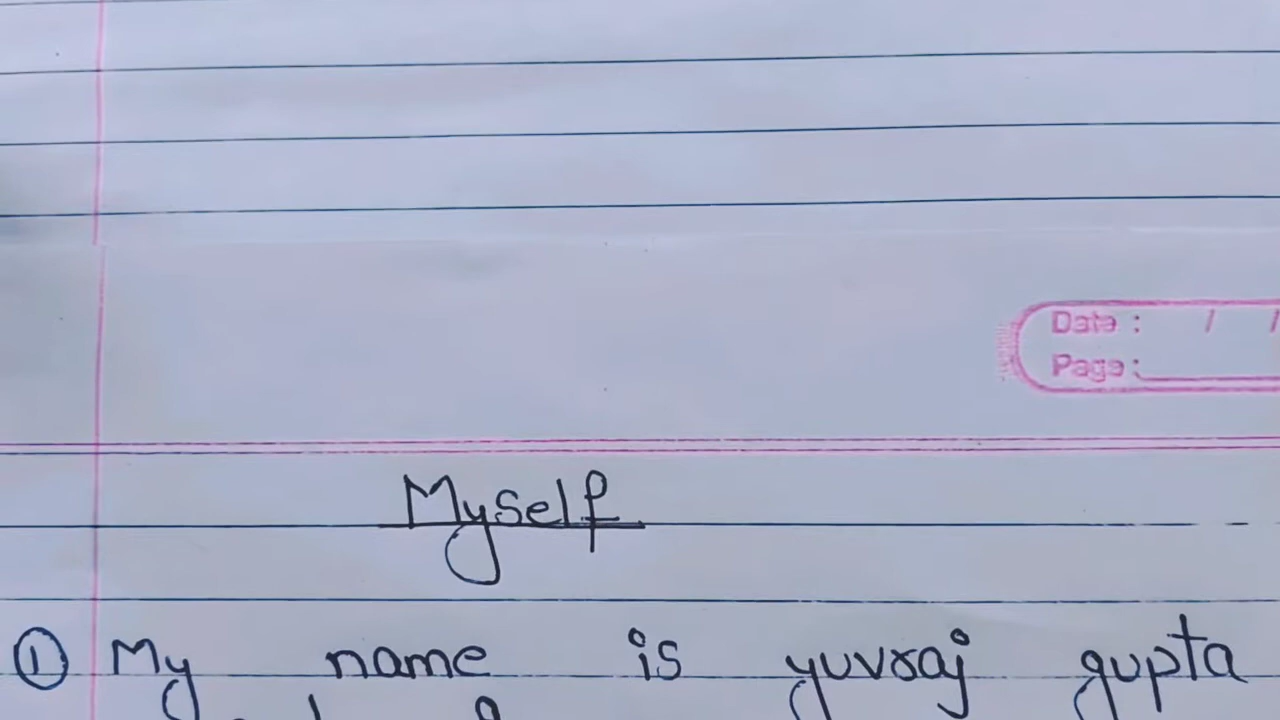 Date : / /
Page :
Myself
① My name is yuvraj gupta